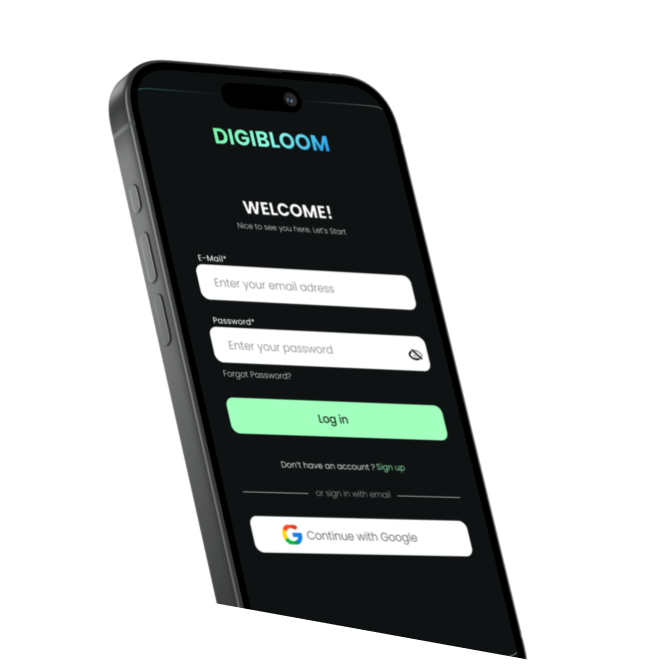 DIGIBLOOM
WELCOME!
Nice to see you here. Let's Start
E-Mail*
Enter your email adress
Password*
Enter your password
Forgot Password?
Log in
Don't have an account ? Sign up
or sign in with email
Continue with Google